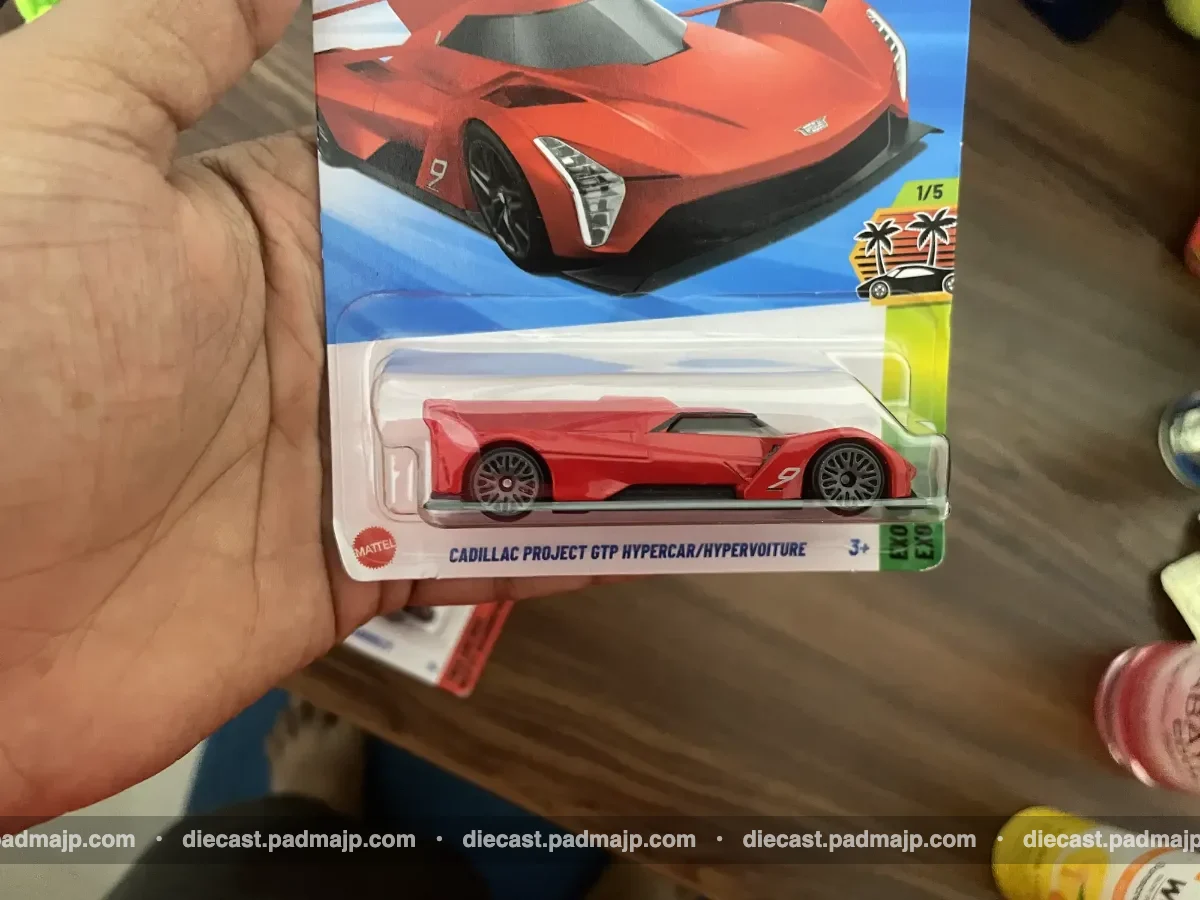 9
1/5
9
MATTEL
CADILLAC PROJECT GTP HYPERCAR/HYPERVOITURE
3+
EXO
EXO
padmajp.com • diecast.padmajp.com • diecast.padmajp.com • diecast.padmajp.com • diecast.padmajp